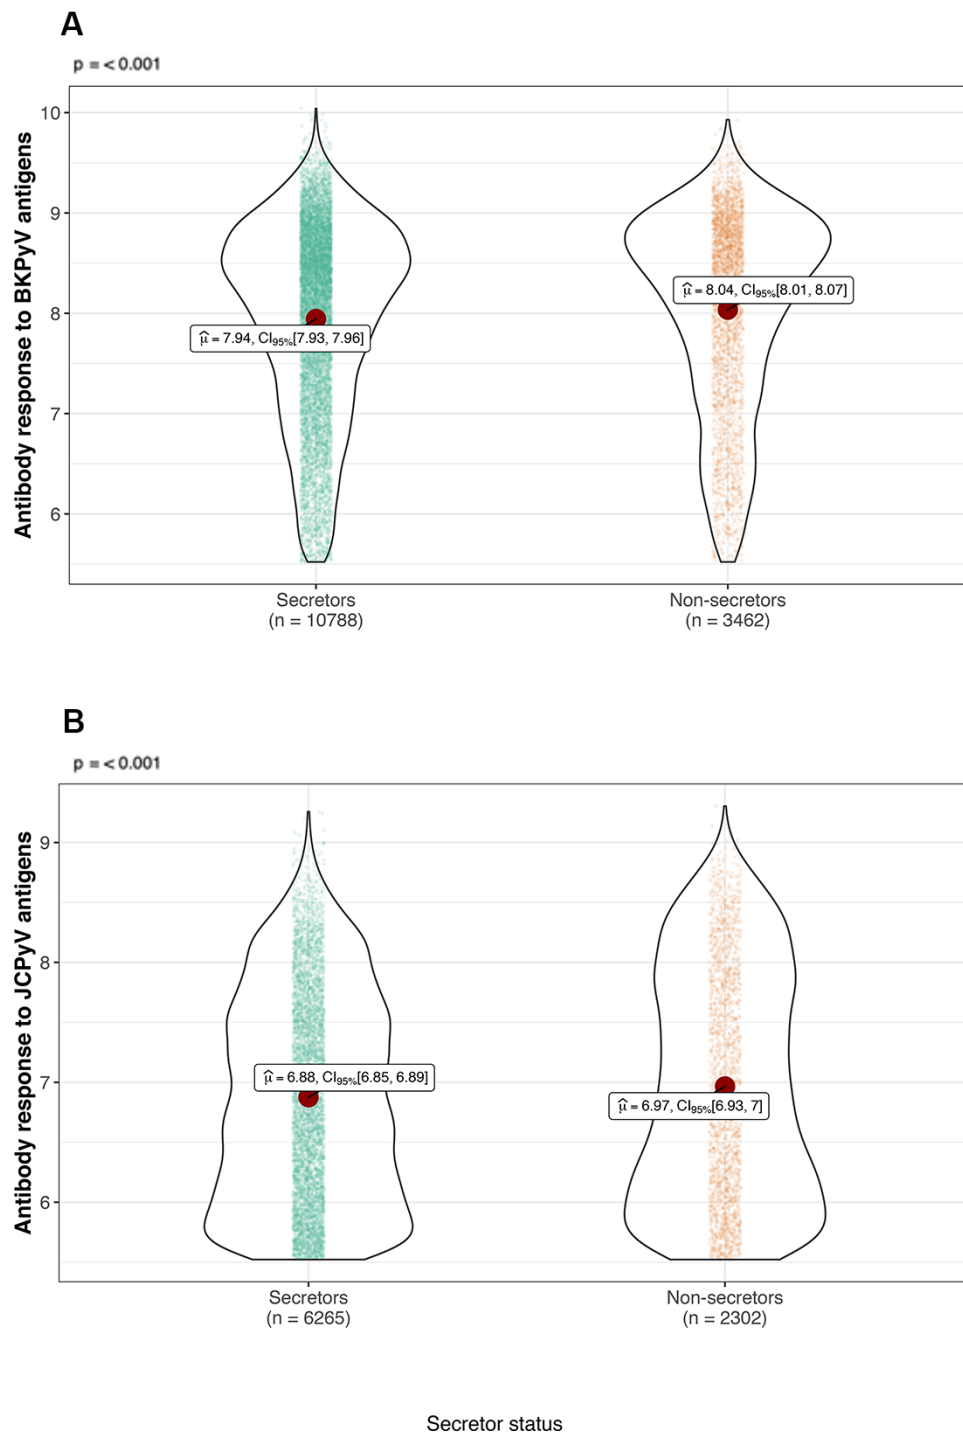 A
p = < 0.001
Antibody response to BKPyV antigens
10
9
8
7
6
μ̂ = 7.94, CI95%[7.93, 7.96]
μ̂ = 8.04, CI95%[8.01, 8.07]
Secretors
(n = 10788)
Non-secretors
(n = 3462)
B
p = < 0.001
Antibody response to JCPyV antigens
9
8
7
6
μ̂ = 6.88, CI95%[6.85, 6.89]
μ̂ = 6.97, CI95%[6.93, 7]
Secretors
(n = 6265)
Non-secretors
(n = 2302)
Secretor status